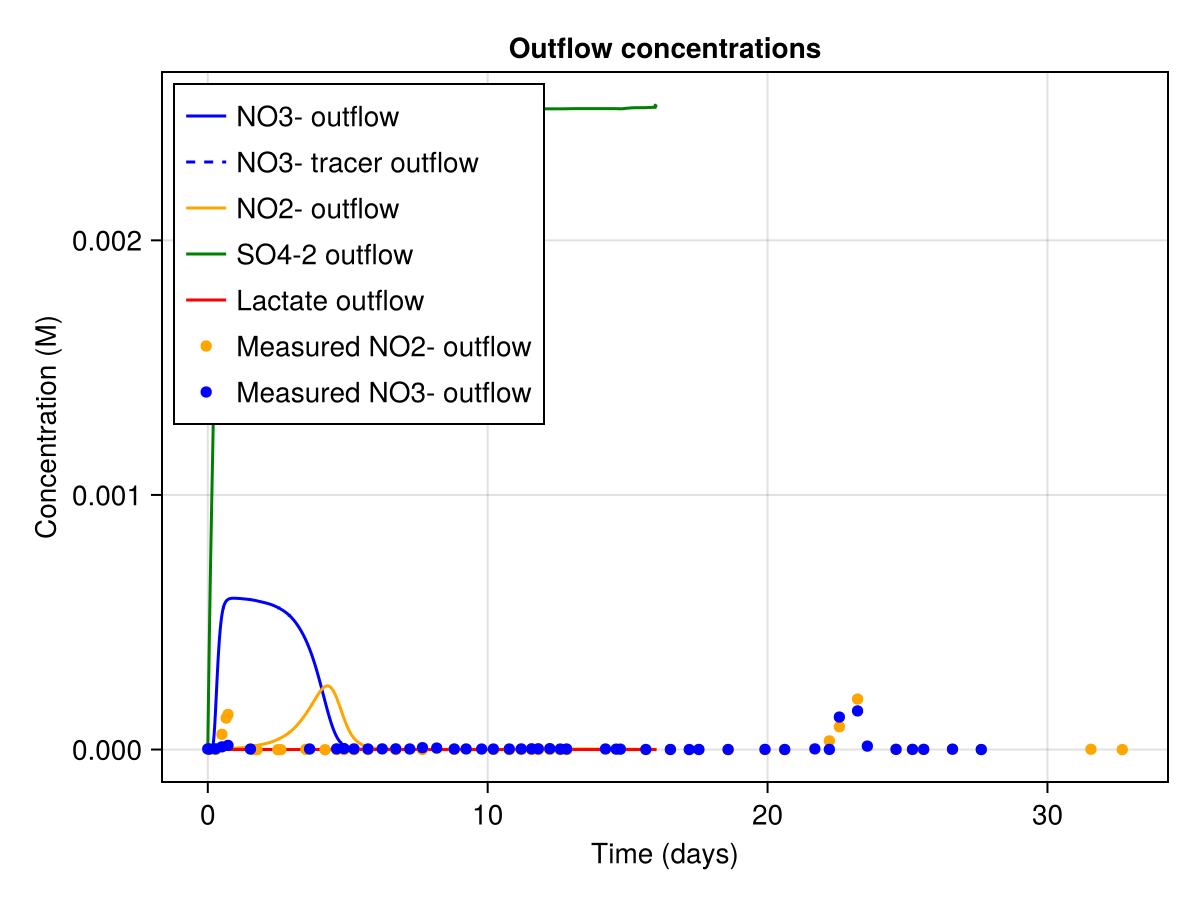 Outflow concentrations
NO3- outflow
NO3- tracer outflow
NO2- outflow
SO4-2 outflow
Lactate outflow
Measured NO2- outflow
Measured NO3- outflow
Concentration (M)
0.002
0.001
0.000
0 10 20 30
Time (days)